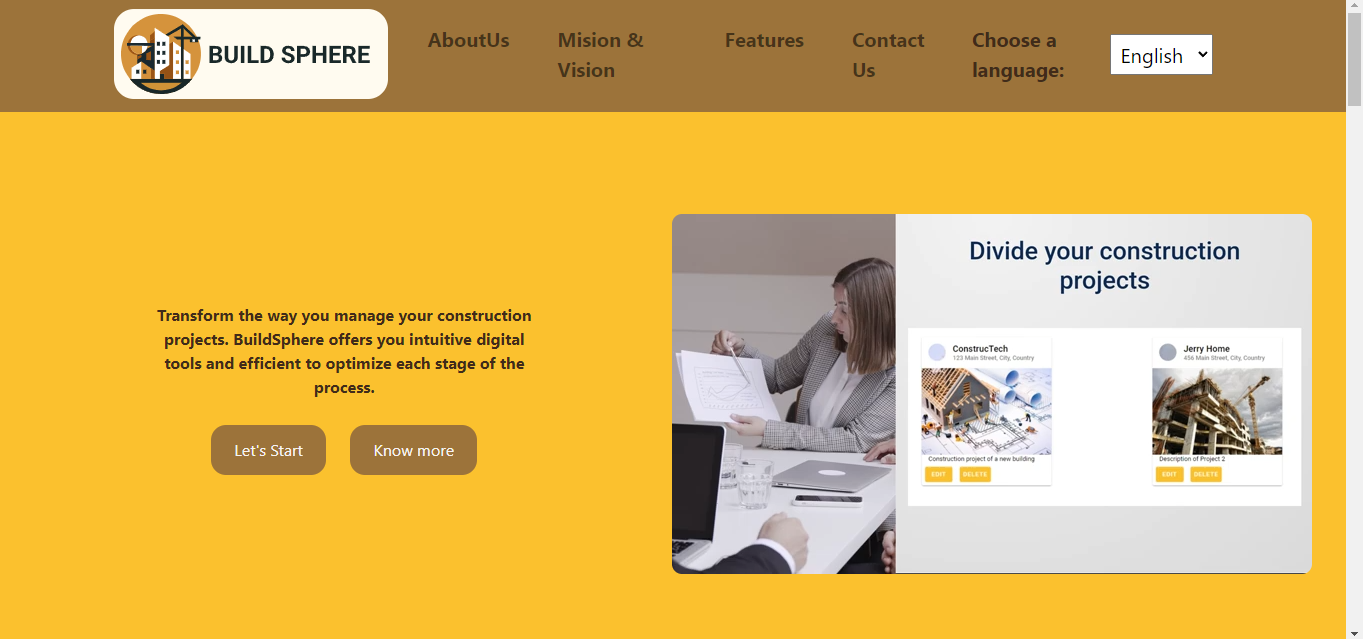 BUILD SPHERE
AboutUs
Mision &
Vision
Features
Contact
Us
Choose a
language:
English
Transform the way you manage your construction
projects. BuildSphere offers you intuitive digital
tools and efficient to optimize each stage of the
process.
Let's Start
Know more
Divide your construction
projects
ConstrucTech
123 Main Street, City, Country
Construction project of a new building
EDIT DELETE
Jerry Home
456 Main Street, City, Country
Description of Project 2
EDIT DELETE